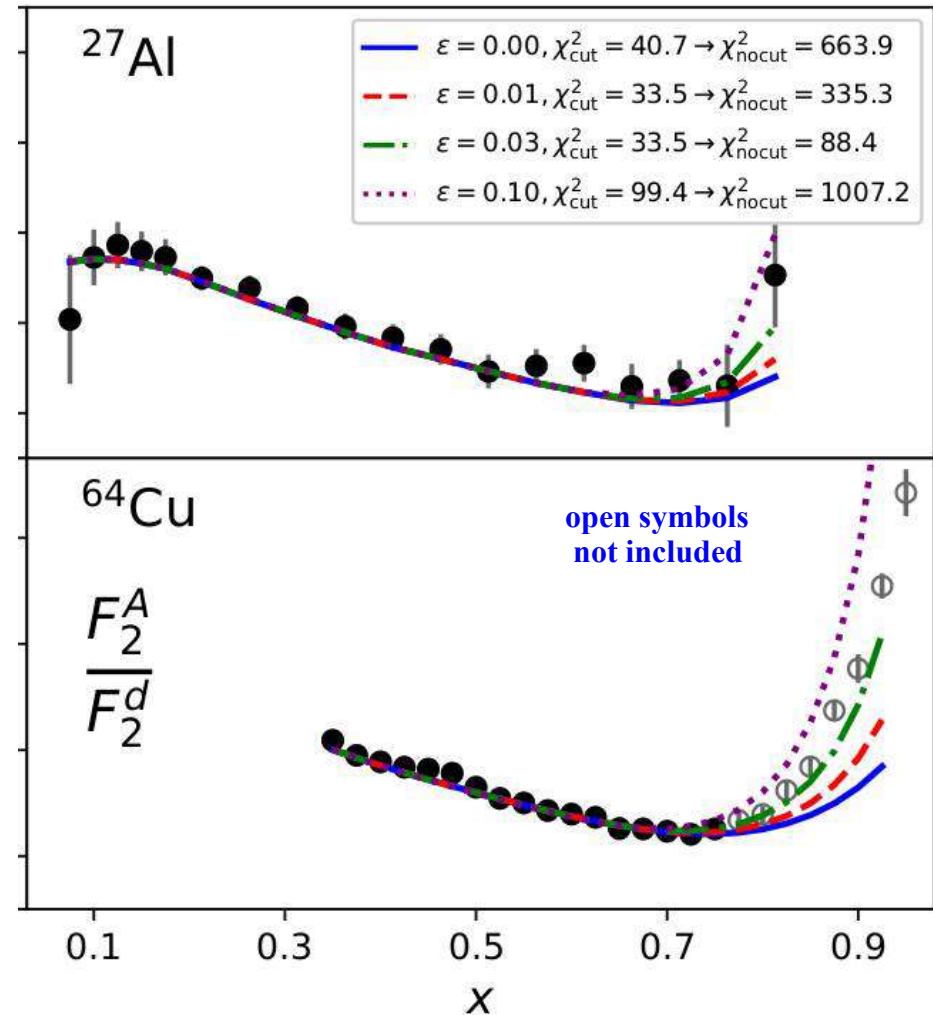 ²⁷Al
ε = 0.00, χ²cut = 40.7 → χ²nocut = 663.9
ε = 0.01, χ²cut = 33.5 → χ²nocut = 335.3
ε = 0.03, χ²cut = 33.5 → χ²nocut = 88.4
ε = 0.10, χ²cut = 99.4 → χ²nocut = 1007.2
⁶⁴Cu
open symbols
not included
F₂ᴬ
F₂ᵈ
0.1 0.3 0.5 0.7 0.9
x